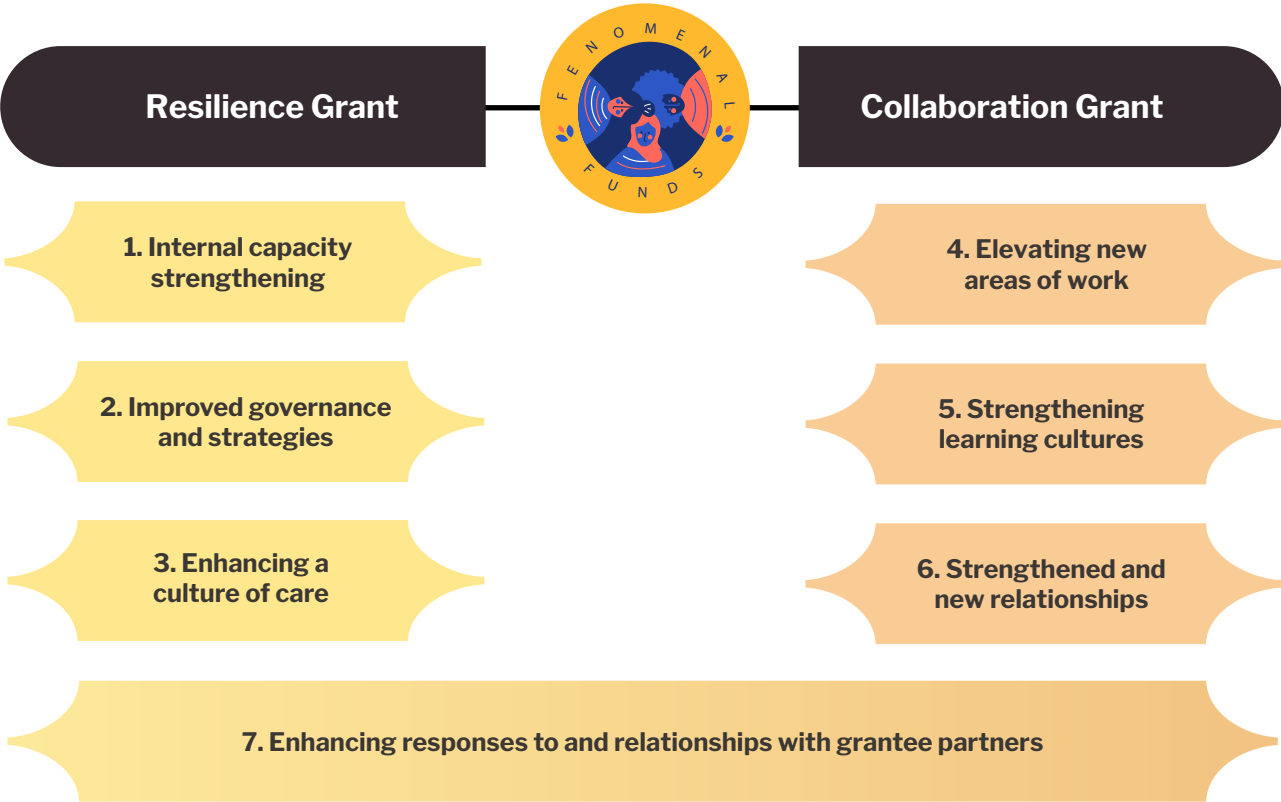 Resilience Grant
FENOMENAL
FUNDS
Collaboration Grant
1. Internal capacity
strengthening
4. Elevating new
areas of work
2. Improved governance
and strategies
5. Strengthening
learning cultures
3. Enhancing a
culture of care
6. Strengthened and
new relationships
7. Enhancing responses to and relationships with grantee partners